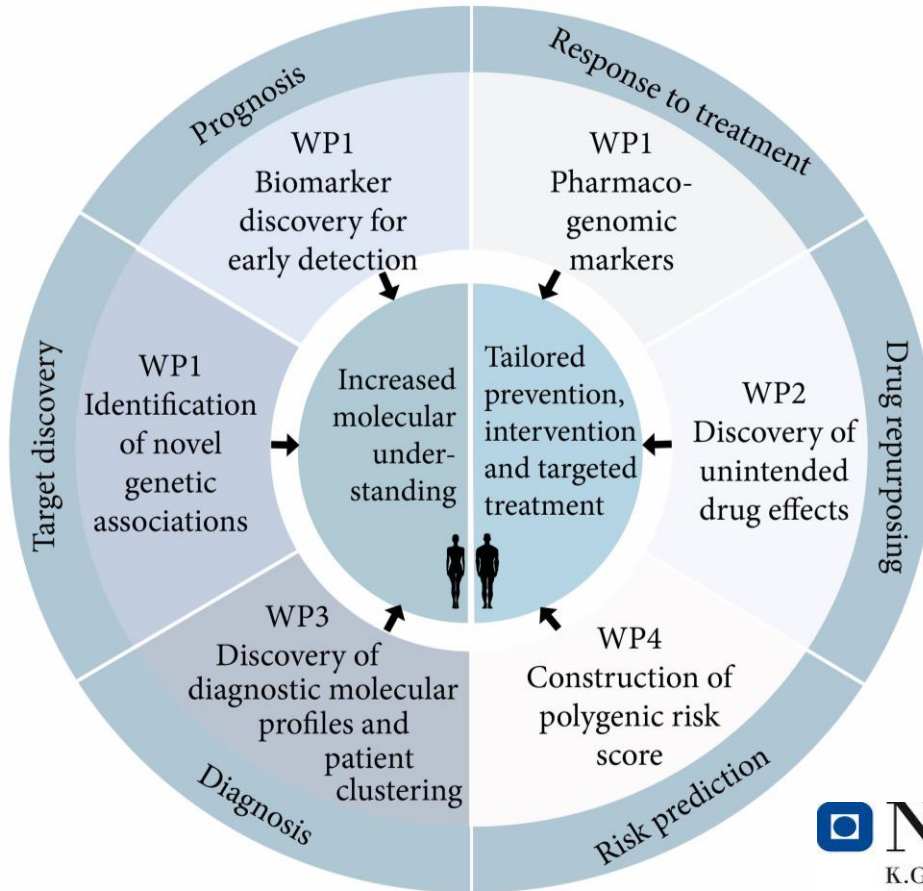 Prognosis
WP1
Biomarker
discovery for
early detection
Response to treatment
WP1
Pharmaco-
genomic
markers
Target discovery
WP1
Identification
of novel
genetic
associations
Increased
molecular
under-
standing
Tailored
prevention,
intervention
and targeted
treatment
WP2
Discovery of
unintended
drug effects
Drug repurposing
WP3
Discovery of
diagnostic molecular
profiles and
patient
clustering
Diagnosis
WP4
Construction of
polygenic risk
score
Risk prediction
N
K.G